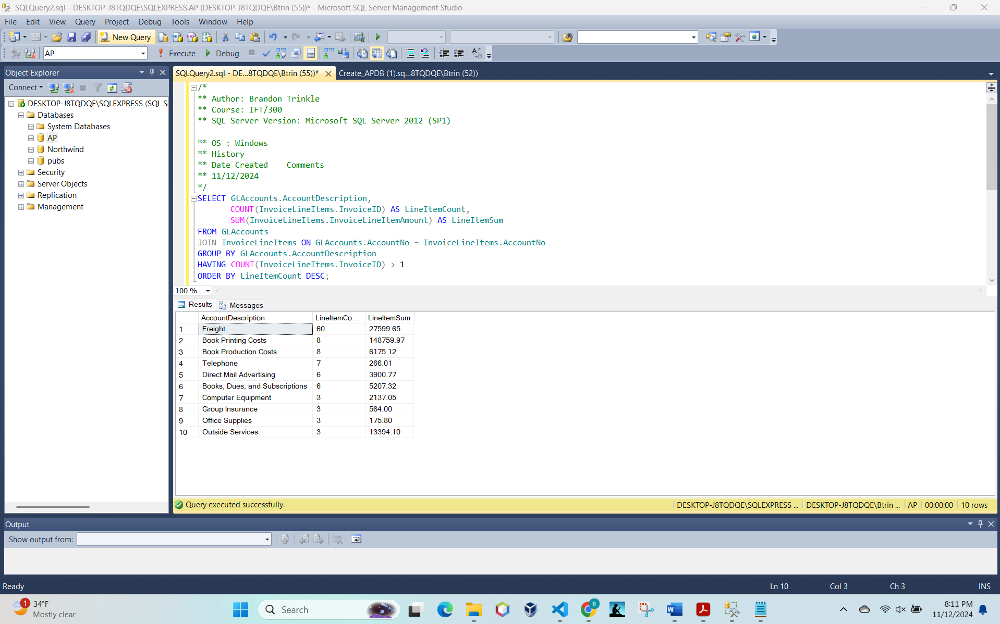 SQLQuery2.sql - DESKTOP-J8TQDQE\SQLEXPRESS.AP (DESKTOP-J8TQDQE\Btrin (55))* - Microsoft SQL Server Management Studio
File Edit View Query Project Debug Tools Window Help
New Query
AP Execute Debug
Object Explorer
Connect
DESKTOP-J8TQDQE\SQLEXPRESS (SQL S
Databases
System Databases
AP
Northwind
pubs
Security
Server Objects
Replication
Management
SQLQuery2.sql - DE...8TQDQE\Btrin (55))* Create_APDB (1).sq...8TQDQE\Btrin (52))
/*
** Author: Brandon Trinkle
** Course: IFT/300
** SQL Server Version: Microsoft SQL Server 2012 (SP1)
** OS : Windows
** History
** Date Created    Comments
** 11/12/2024
*/
SELECT GLAccounts.AccountDescription,
COUNT(InvoiceLineItems.InvoiceID) AS LineItemCount,
SUM(InvoiceLineItems.InvoiceLineItemAmount) AS LineItemSum
FROM GLAccounts
JOIN InvoiceLineItems ON GLAccounts.AccountNo = InvoiceLineItems.AccountNo
GROUP BY GLAccounts.AccountDescription
HAVING COUNT(InvoiceLineItems.InvoiceID) > 1
ORDER BY LineItemCount DESC;
100 %
Results Messages
AccountDescription LineItemCo... LineItemSum
1 Freight 60 27599.65
2 Book Printing Costs 8 148759.97
3 Book Production Costs 8 6175.12
4 Telephone 7 266.01
5 Direct Mail Advertising 6 3900.77
6 Books, Dues, and Subscriptions 6 5207.32
7 Computer Equipment 3 2137.05
8 Group Insurance 3 564.00
9 Office Supplies 3 175.80
10 Outside Services 3 13394.10
Query executed successfully. DESKTOP-J8TQDQE\SQLEXPRESS ... DESKTOP-J8TQDQE\Btrin ... AP 00:00:00 10 rows
Output
Show output from:
Ready Ln 10 Col 3 Ch 3 INS
1
34°F
Mostly clear
Search
B
8:11 PM
11/12/2024